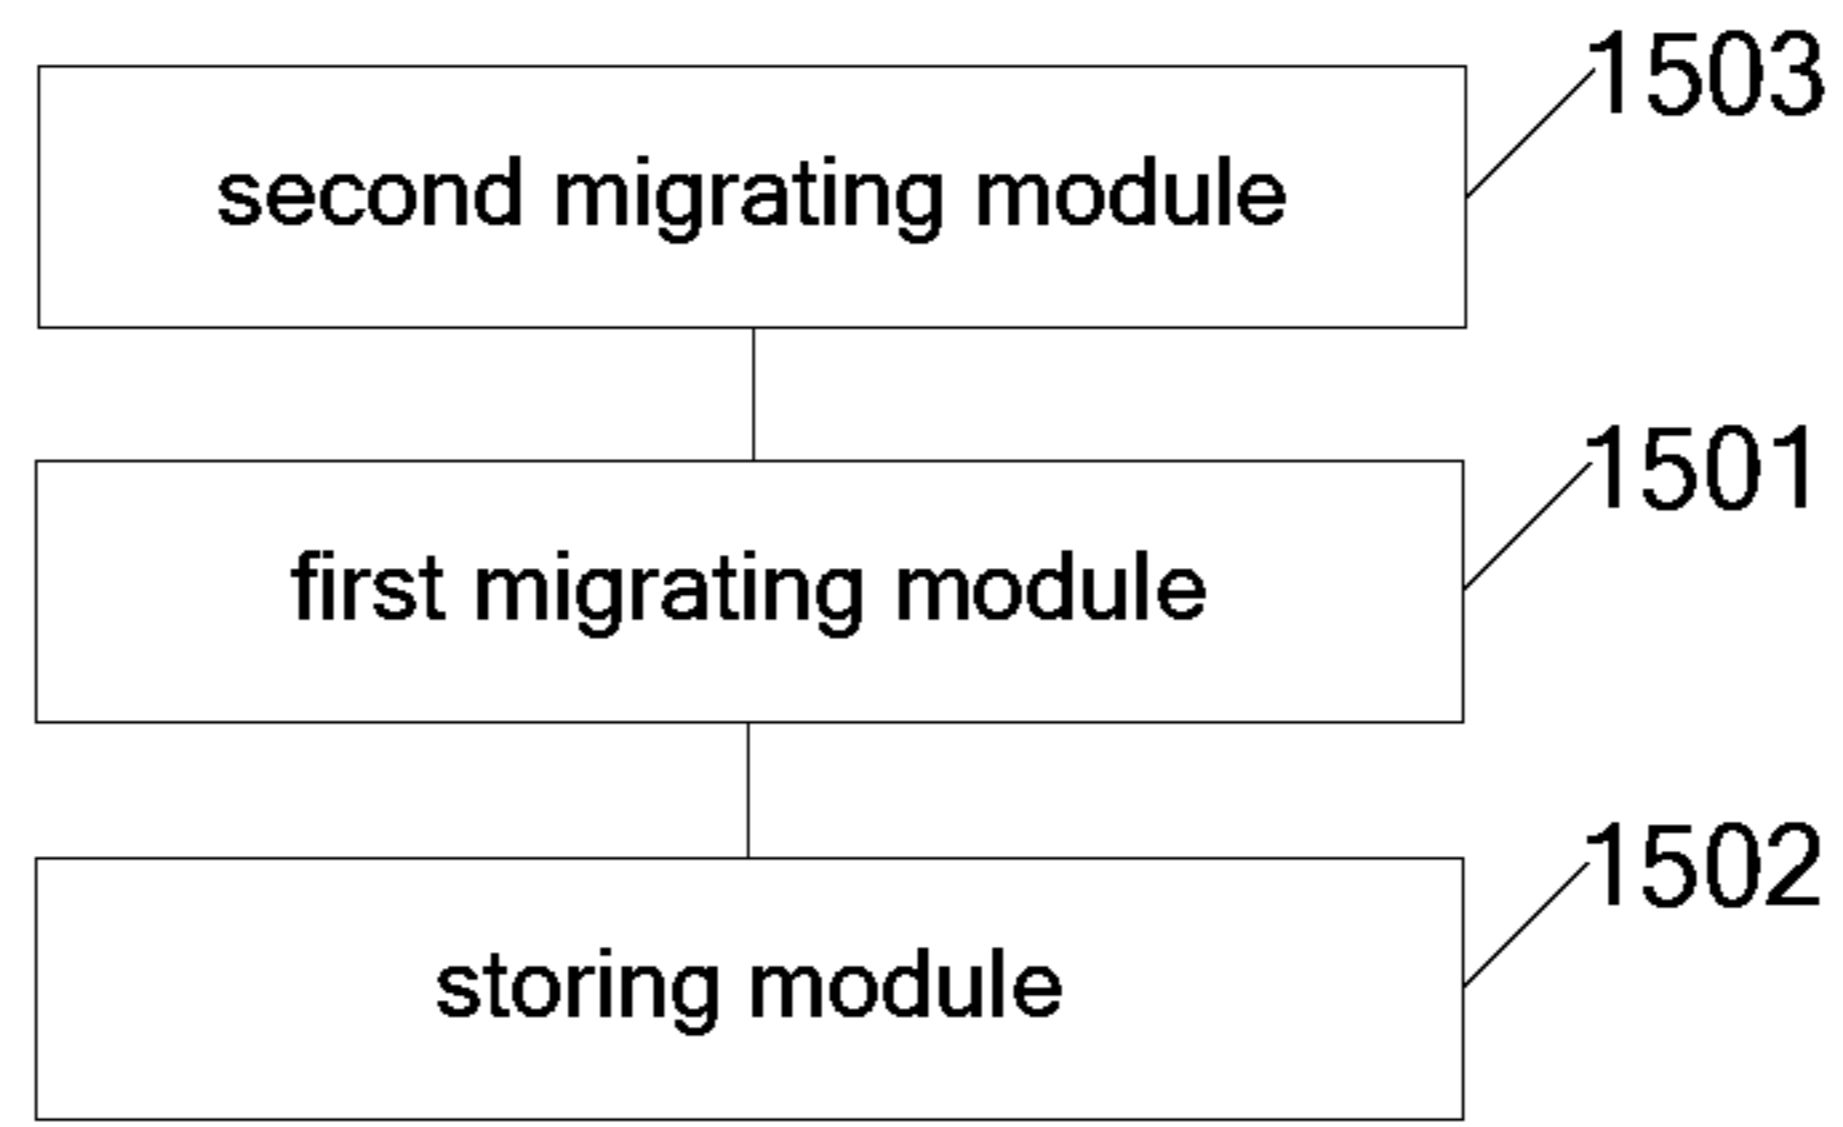 1503
second migrating module
1501
first migrating module
1502
storing module